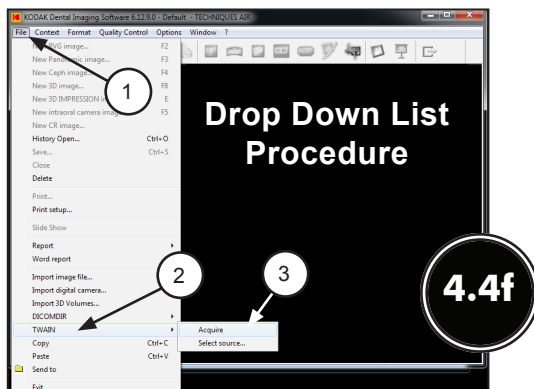 KODAK Dental Imaging Software 6.12.9.0 - Default - TECHNIQUES AIR
File Context Format Quality Control Options Window ?
New RVG image... F2
New Panoramic image... F3
New Ceph image... F4
New 3D image... F8
New 3D IMPRESSION E
New intraoral camera image... F5
New CR image...
History Open... Ctrl+O
Save... Ctrl+S
Close
Delete
Print...
Print setup...
Slide Show
Report
Word report
Import image file...
Import digital camera...
Import 3D Volumes...
DICOMDIR
TWAIN
Copy Ctrl+C
Paste Ctrl+V
Send to
Exit
Acquire
Select source...
1
2
3
Drop Down List
Procedure
4.4f